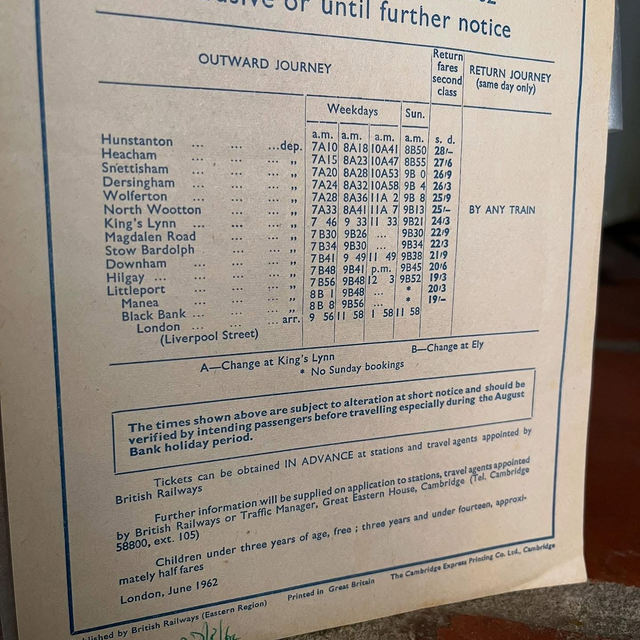 usive or until further notice
OUTWARD JOURNEY
Return fares second class
RETURN JOURNEY (same day only)
Weekdays Sun.
a.m. a.m. a.m. a.m. s. d.
Hunstanton ... ... ...dep. 7A10 8A18 10A41 8B50 28/-
Heacham ... ... ... „ 7A15 8A23 10A47 8B55 27/6
Snettisham ... ... ... „ 7A20 8A28 10A53 9B 0 26/9
Dersingham ... ... ... „ 7A24 8A32 10A58 9B 4 26/3
Wolferton ... ... ... „ 7A28 8A36 11A 2 9B 8 25/9
North Wootton ... ... „ 7A33 8A41 11A 7 9B13 25/- BY ANY TRAIN
King's Lynn ... ... ... „ 7 46 9 33 11 33 9B21 24/3
Magdalen Road ... ... „ 7B30 9B26 ... 9B30 22/9
Stow Bardolph ... ... „ 7B34 9B30 ... 9B34 22/3
Downham ... ... ... „ 7B41 9 49 11 49 9B38 21/9
Hilgay ... ... ... „ 7B48 9B41 p.m. 9B45 20/6
Littleport ... ... ... „ 7B56 9B48 12 3 9B52 19/3
Manea ... ... ... „ 8B 1 9B48 ... * 20/3
Black Bank ... ... „ 8B 8 9B56 ... * 19/-
London ... ... ... arr. 9 56 11 58 1 58 11 58
(Liverpool Street)
A—Change at King's Lynn B—Change at Ely
* No Sunday bookings
The times shown above are subject to alteration at short notice and should be
verified by intending passengers before travelling especially during the August
Bank holiday period.
Tickets can be obtained IN ADVANCE at stations and travel agents appointed by
British Railways
Further information will be supplied on application to stations, travel agents appointed
by British Railways or Traffic Manager, Great Eastern House, Cambridge (Tel. Cambridge
58800, ext. 105)
Children under three years of age, free ; three years and under fourteen, approxi-
mately half fares
London, June 1962
blished by British Railways (Eastern Region) Printed in Great Britain The Cambridge Express Printing Co. Ltd., Cambridge